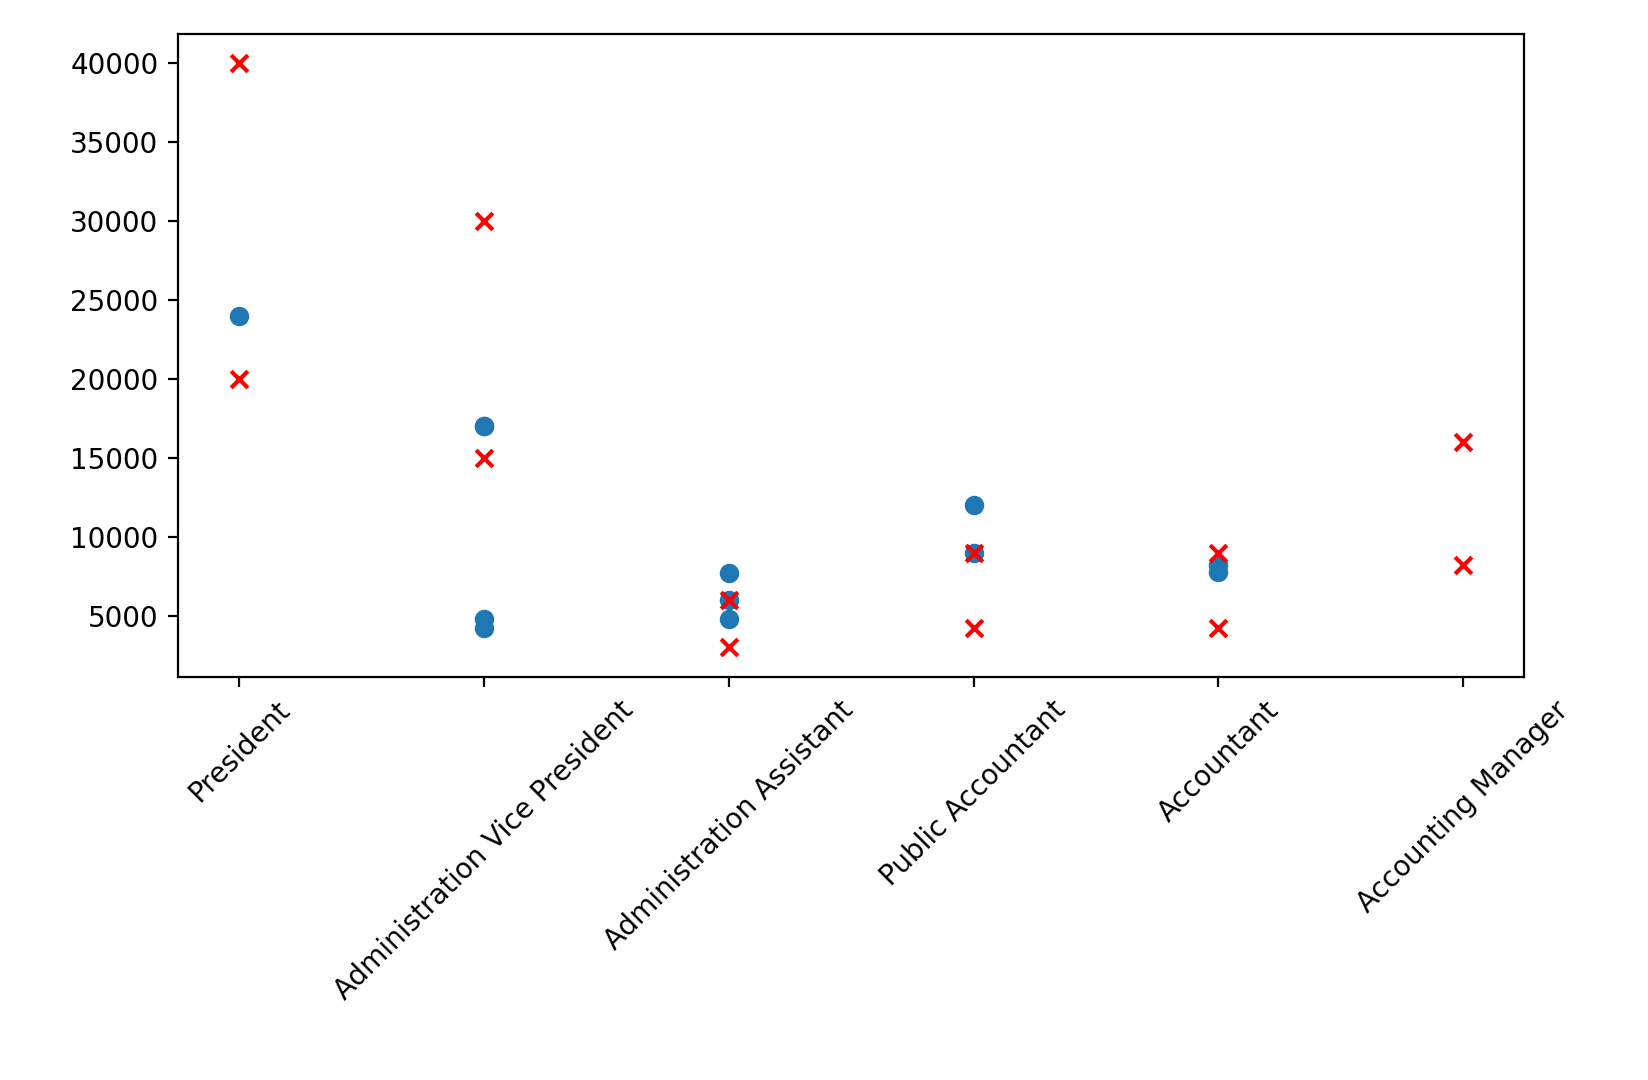 40000
35000
30000
25000
20000
15000
10000
5000
President
Administration Vice President
Administration Assistant
Public Accountant
Accountant
Accounting Manager